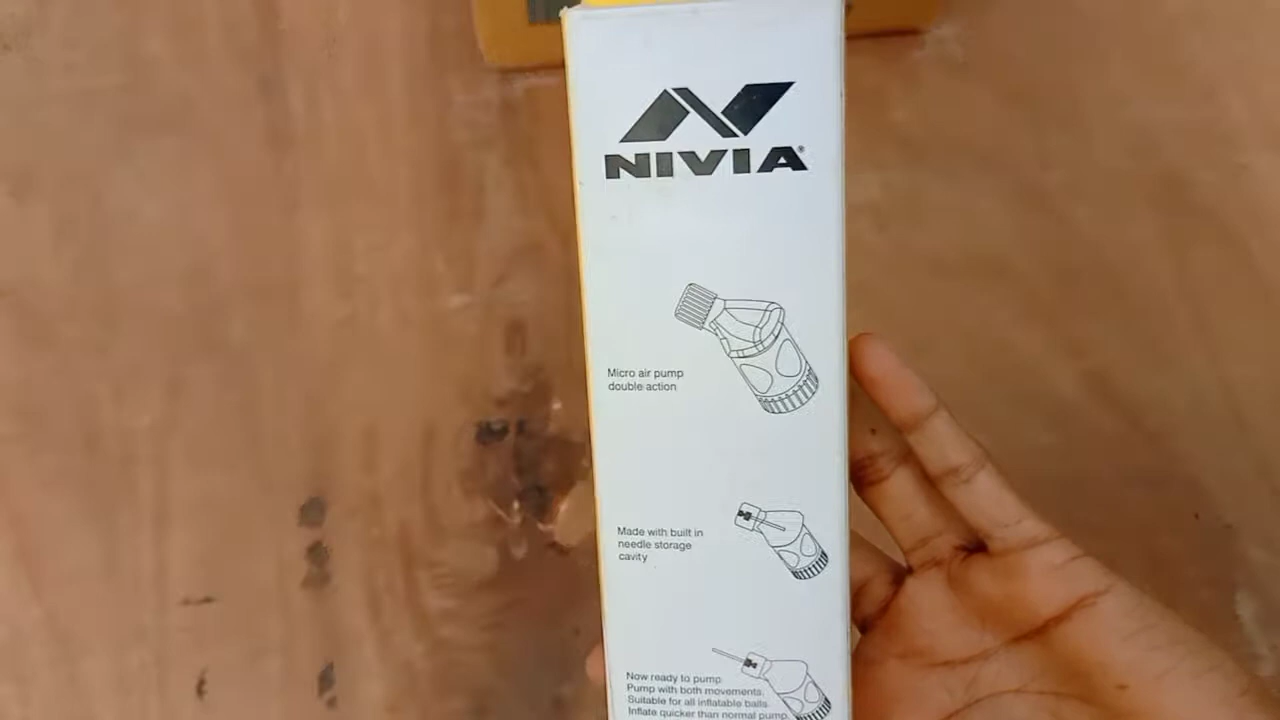 NIVIA®
Micro air pump
double action
Made with built in
needle storage
cavity
Now ready to pump
Pump with both movements.
Suitable for all inflatable balls.
Inflate quicker than normal pump.